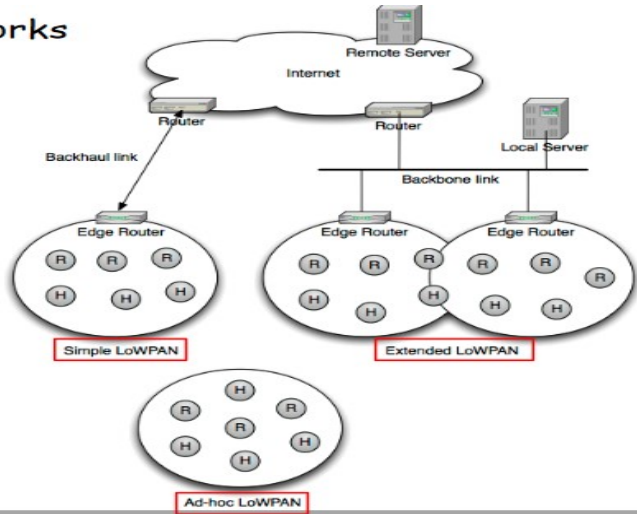 orks
Remote Server
Internet
Router
Router
Local Server
Backhaul link
Backbone link
Edge Router
Edge Router
Edge Router
R R R
H H H
R R R
H H H
R R R
H H H
Simple LoWPAN
Extended LoWPAN
H
R R
R
H H
H
Ad-hoc LoWPAN